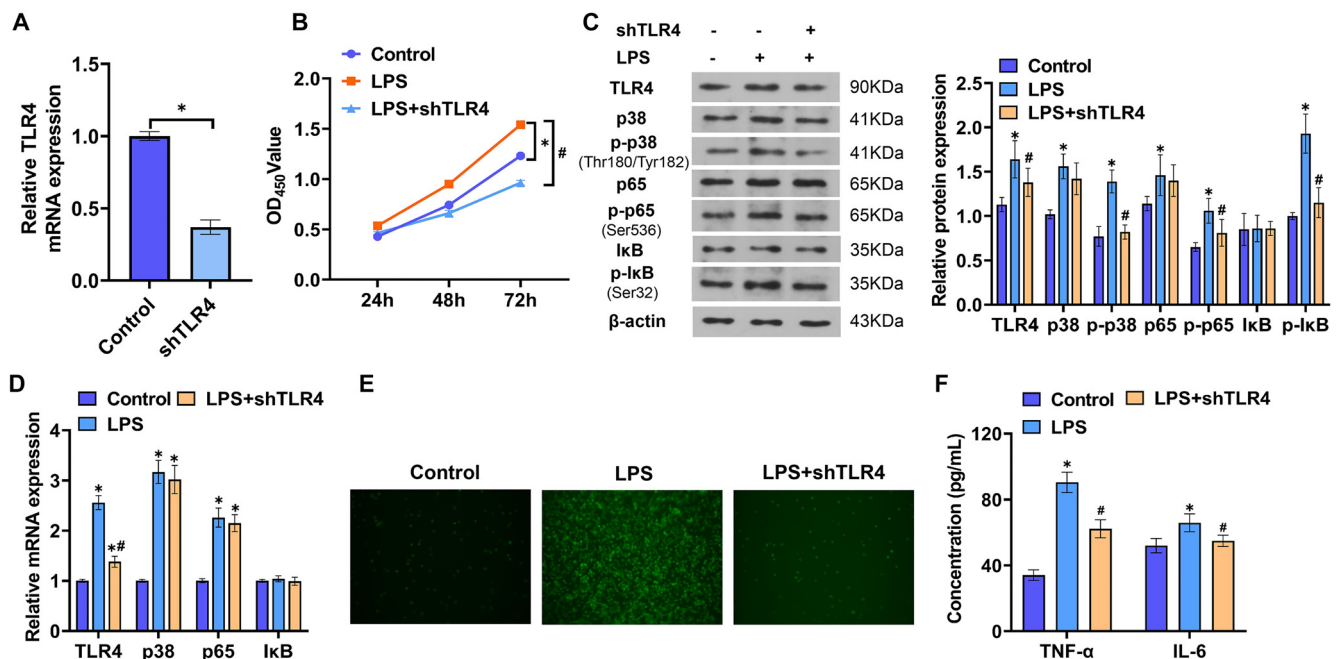 A
Relative TLR4
mRNA expression
1.5
1.0
0.5
0.0
*
Control
shTLR4
B
Control
LPS
LPS+shTLR4
OD450Value
2.0
1.5
1.0
0.5
0.0
* #
24h 48h 72h
C
shTLR4 - - +
LPS - + +
TLR4 90KDa
p38 41KDa
p-p38 41KDa
(Thr180/Tyr182)
p65 65KDa
p-p65 65KDa
(Ser536)
IκB 35KDa
p-IκB 35KDa
(Ser32)
β-actin 43KDa
Control
LPS
LPS+shTLR4
Relative protein expression
2.5
2.0
1.5
1.0
0.5
0.0
* # * * # * * # * #
TLR4 p38 p-p38 p65 p-p65 IκB p-IκB
D
Control LPS+shTLR4
LPS
Relative mRNA expression
4
3
2
1
0
* *# * * * *
TLR4 p38 p65 IκB
E
Control LPS LPS+shTLR4
F
Control LPS+shTLR4
LPS
Concentration (pg/mL)
120
80
40
0
* # * #
TNF-α IL-6